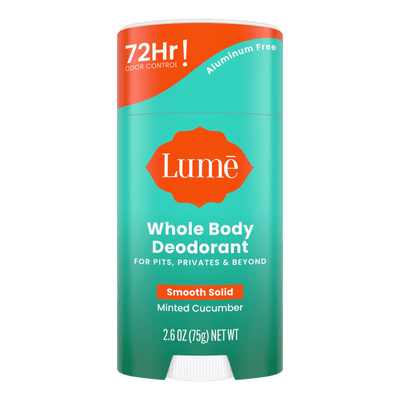 72Hr!
ODOR CONTROL
Aluminum Free
Lumē
Whole Body
Deodorant
FOR PITS, PRIVATES & BEYOND
Smooth Solid
Minted Cucumber
2.6 OZ (75g) NET WT